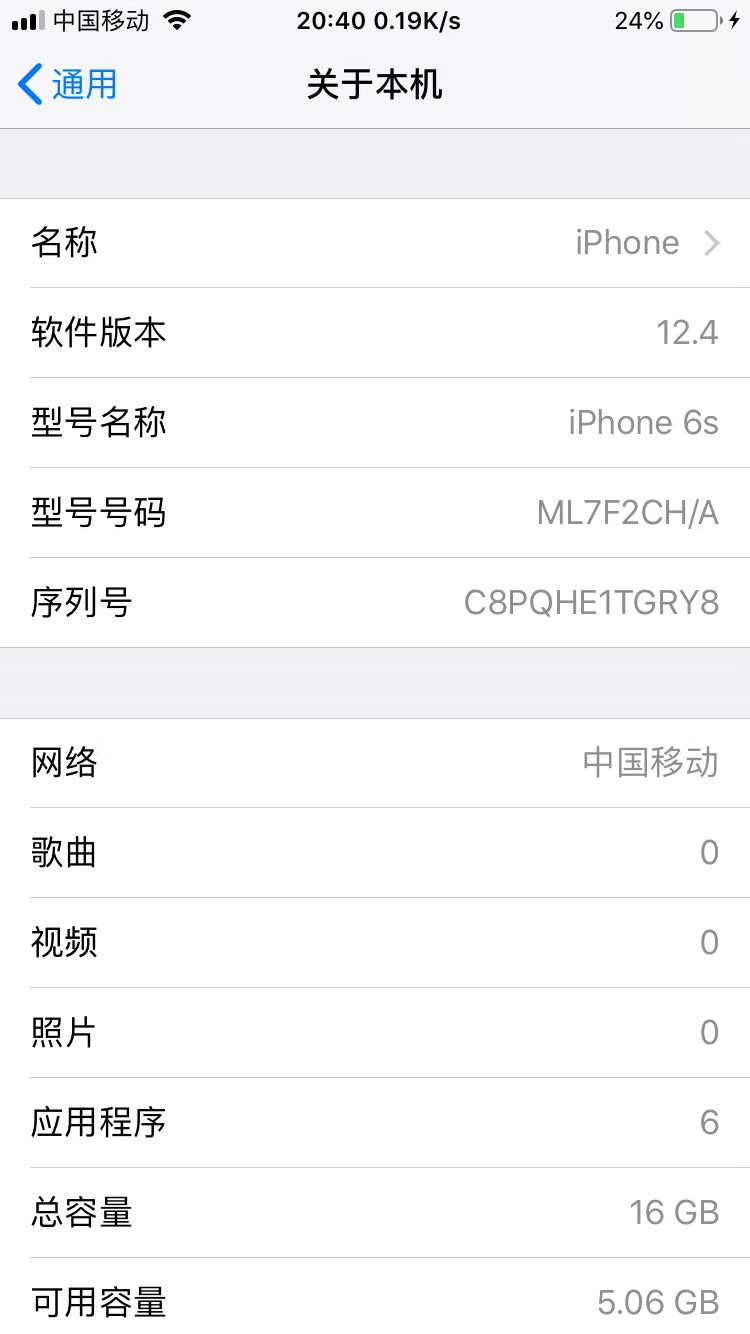 中国移动 20:40 0.19K/s 24%
通用 关于本机
名称 iPhone
软件版本 12.4
型号名称 iPhone 6s
型号号码 ML7F2CH/A
序列号 C8PQHE1TGRY8
网络 中国移动
歌曲 0
视频 0
照片 0
应用程序 6
总容量 16 GB
可用容量 5.06 GB